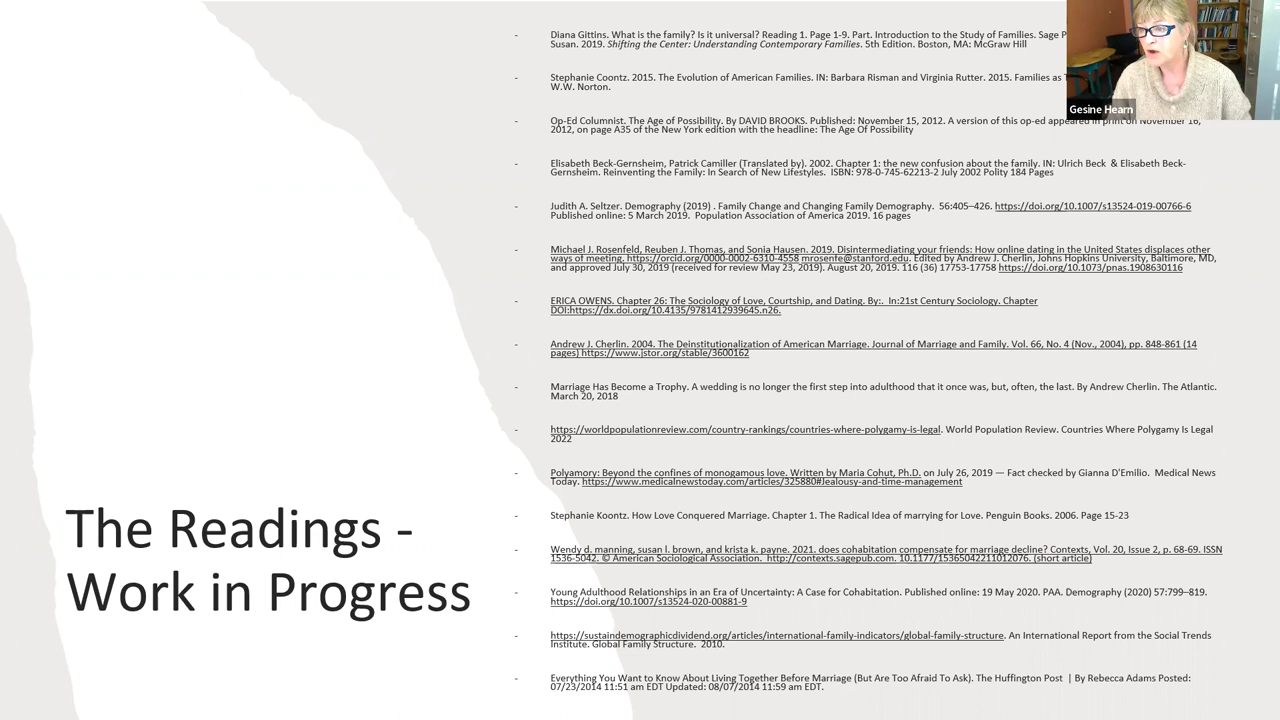 The Readings -
Work in Progress
- Diana Gittins. What is the family? Is it universal? Reading 1. Page 1-9. Part. Introduction to the Study of Families. Sage
Susan. 2019. Shifting the Center: Understanding Contemporary Families. 5th Edition. Boston, MA: McGraw Hill
- Stephanie Coontz. 2015. The Evolution of American Families. IN: Barbara Risman and Virginia Rutter. 2015. Families as
W.W. Norton.
- Op-Ed Columnist. The Age of Possibility. By DAVID BROOKS. Published: November 15, 2012. A version of this op-ed appeared in print on November 16,
2012, on page A35 of the New York edition with the headline: The Age Of Possibility
- Elisabeth Beck-Gernsheim, Patrick Camiller (Translated by). 2002. Chapter 1: the new confusion about the family. IN: Ulrich Beck & Elisabeth Beck-
Gernsheim. Reinventing the Family: In Search of New Lifestyles. ISBN: 978-0-745-62213-2 July 2002 Polity 184 Pages
- Judith A. Seltzer. Demography (2019) . Family Change and Changing Family Demography. 56:405–426. https://doi.org/10.1007/s13524-019-00766-6
Published online: 5 March 2019. Population Association of America 2019. 16 pages
- Michael J. Rosenfeld, Reuben J. Thomas, and Sonia Hausen. 2019. Disintermediating your friends: How online dating in the United States displaces other
ways of meeting. https://orcid.org/0000-0002-6310-4558 mrosenfe@stanford.edu. Edited by Andrew J. Cherlin, Johns Hopkins University, Baltimore, MD,
and approved July 30, 2019 (received for review May 23, 2019). August 20, 2019. 116 (36) 17753-17758 https://doi.org/10.1073/pnas.1908630116
- ERICA OWENS. Chapter 26: The Sociology of Love, Courtship, and Dating. By:. In:21st Century Sociology. Chapter
DOI:https://dx.doi.org/10.4135/9781412939645.n26.
- Andrew J. Cherlin. 2004. The Deinstitutionalization of American Marriage. Journal of Marriage and Family. Vol. 66, No. 4 (Nov., 2004), pp. 848-861 (14
pages) https://www.jstor.org/stable/3600162
- Marriage Has Become a Trophy. A wedding is no longer the first step into adulthood that it once was, but, often, the last. By Andrew Cherlin. The Atlantic.
March 20, 2018
- https://worldpopulationreview.com/country-rankings/countries-where-polygamy-is-legal. World Population Review. Countries Where Polygamy Is Legal
2022
- Polyamory: Beyond the confines of monogamous love. Written by Maria Cohut, Ph.D. on July 26, 2019 — Fact checked by Gianna D'Emilio. Medical News
Today. https://www.medicalnewstoday.com/articles/325880#Jealousy-and-time-management
- Stephanie Koontz. How Love Conquered Marriage. Chapter 1. The Radical Idea of marrying for Love. Penguin Books. 2006. Page 15-23
- Wendy d. manning, susan l. brown, and krista k. payne. 2021. does cohabitation compensate for marriage decline? Contexts, Vol. 20, Issue 2, p. 68-69. ISSN
1536-5042. © American Sociological Association. http://contexts.sagepub.com. 10.1177/15365042211012076. (short article)
- Young Adulthood Relationships in an Era of Uncertainty: A Case for Cohabitation. Published online: 19 May 2020. PAA. Demography (2020) 57:799–819.
https://doi.org/10.1007/s13524-020-00881-9
- https://sustaindemographicdividend.org/articles/international-family-indicators/global-family-structure. An International Report from the Social Trends
Institute. Global Family Structure. 2010.
- Everything You Want to Know About Living Together Before Marriage (But Are Too Afraid To Ask). The Huffington Post | By Rebecca Adams Posted:
07/23/2014 11:51 am EDT Updated: 08/07/2014 11:59 am EDT.
Gesine Hearn